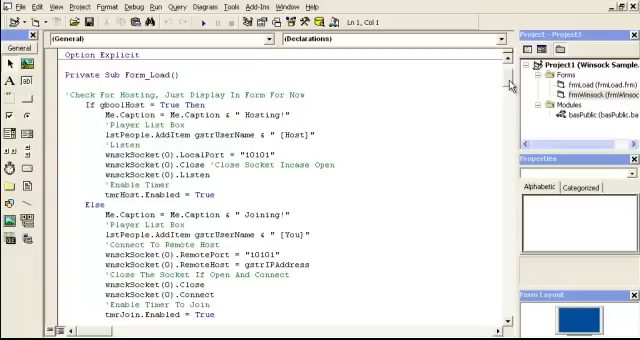 File Edit View Project Format Debug Run Query Diagram Tools Add-Ins Window Help
Ln 1, Col 1
General
(General)
(Declarations)
Option Explicit
Private Sub Form_Load()
'Check For Hosting, Just Display In Form For Now
If gboolHost = True Then
Me.Caption = Me.Caption & " Hosting!"
'Player List Box
lstPeople.AddItem gstrUserName & " [Host]"
'Listen
wnsckSocket(0).LocalPort = "10101"
wnsckSocket(0).Close 'Close Socket Incase Open
wnsckSocket(0).Listen
'Enable Timer
tmrHost.Enabled = True
Else
Me.Caption = Me.Caption & " Joining!"
'Player List Box
lstPeople.AddItem gstrUserName & " [You]"
'Connect To Remote Host
wnsckSocket(0).RemotePort = "10101"
wnsckSocket(0).RemoteHost = gstrIPAddress
'Close The Socket If Open And Connect
wnsckSocket(0).Close
wnsckSocket(0).Connect
'Enable Timer To Join
tmrJoin.Enabled = True
Project - Project1
Project1 (Winsock Sample.
Forms
frmLoad (frmLoad.frm)
frmWinsock (frmWinsoc
Modules
basPublic (basPublic.ba
Properties
Alphabetic Categorized
Form Layout